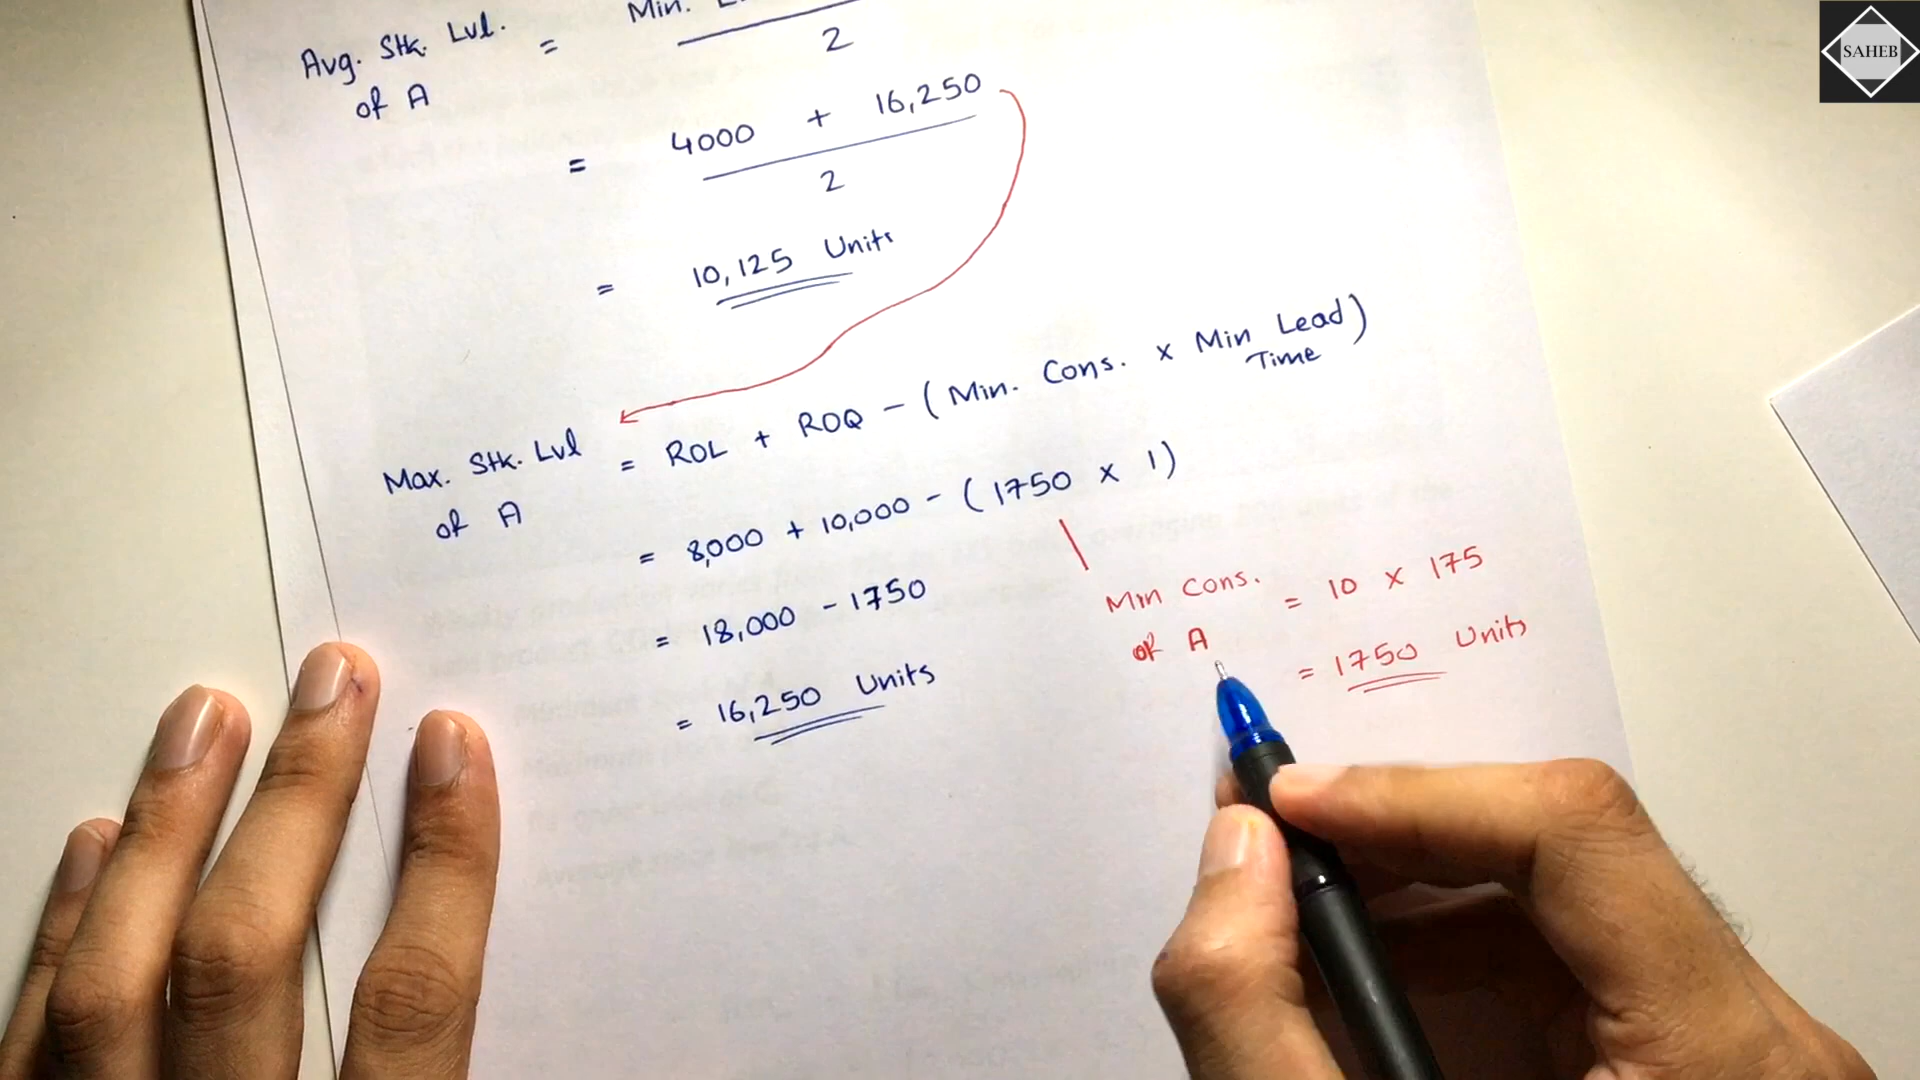 SAHEB
Avg. Stk. Lvl. = Min.
of A 2
= 4000 + 16,250
2
= 10,125 Units
Max. Stk. Lvl = ROL + ROQ - (Min. Cons. x Min Lead)
Time
of A
= 8,000 + 10,000 - (1750 x 1)
= 18,000 - 1750
= 16,250 Units
Min Cons. = 10 x 175
of A
= 1750 Units